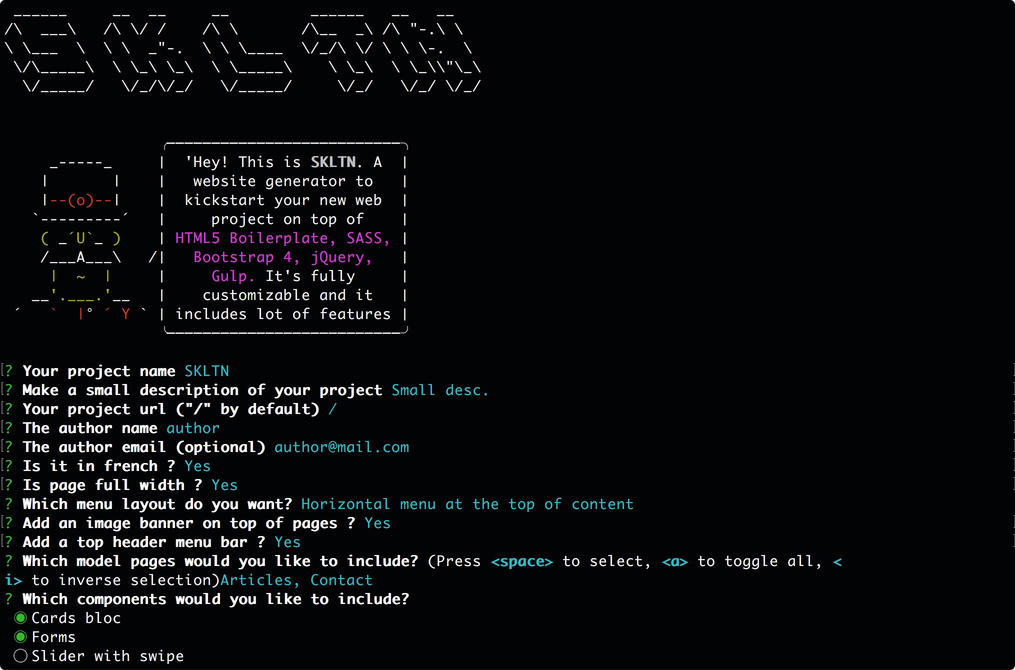 SKLTN
'Hey! This is SKLTN. A
website generator to
kickstart your new web
project on top of
HTML5 Boilerplate, SASS,
Bootstrap 4, jQuery,
Gulp. It's fully
customizable and it
includes lot of features
? Your project name SKLTN
? Make a small description of your project Small desc.
? Your project url ("/" by default) /
? The author name author
? The author email (optional) author@mail.com
? Is it in french ? Yes
? Is page full width ? Yes
? Which menu layout do you want? Horizontal menu at the top of content
? Add an image banner on top of pages ? Yes
? Add a top header menu bar ? Yes
? Which model pages would you like to include? (Press <space> to select, <a> to toggle all, <
i> to inverse selection)Articles, Contact
? Which components would you like to include?
◉ Cards bloc
◉ Forms
◯ Slider with swipe